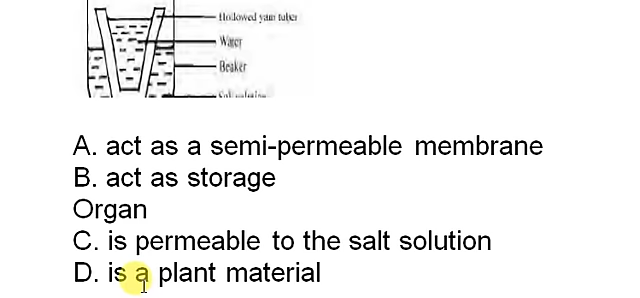 Hollowed yam tuber
Water
Beaker
A. act as a semi-permeable membrane
B. act as storage
Organ
C. is permeable to the salt solution
D. is a plant material